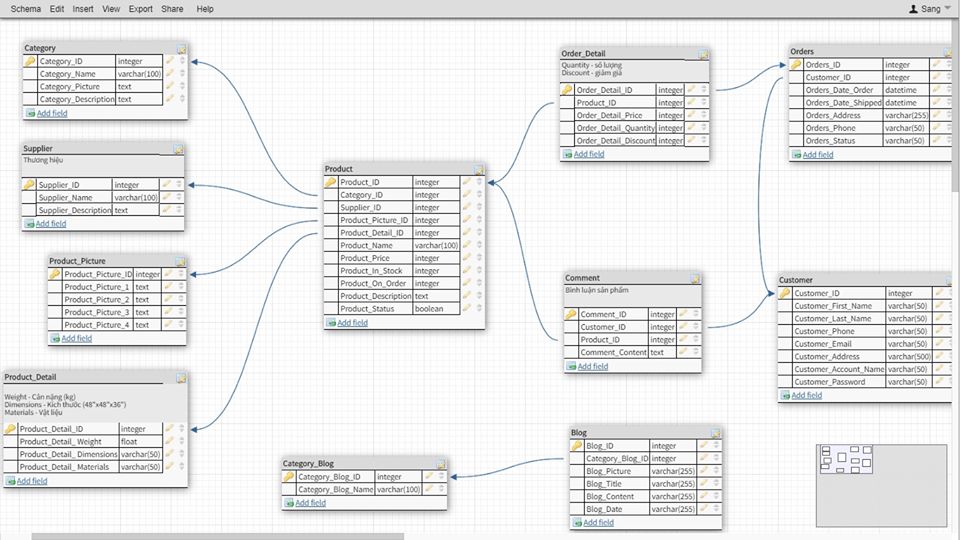 Schema Edit Insert View Export Share Help Sang
Category
Category_ID integer
Category_Name varchar(100)
Category_Picture text
Category_Description text
Add field
Supplier
Thương hiệu
Supplier_ID integer
Supplier_Name varchar(100)
Supplier_Description text
Add field
Product_Picture
Product_Picture_ID integer
Product_Picture_1 text
Product_Picture_2 text
Product_Picture_3 text
Product_Picture_4 text
Add field
Product_Detail
Weight - Cân nặng (kg)
Dimensions - Kích thước (48"x48"x36")
Materials - Vật liệu
Product_Detail_ID integer
Product_Detail_ Weight float
Product_Detail_ Dimensions varchar(50)
Product_Detail_ Materials varchar(50)
Add field
Product
Product_ID integer
Category_ID integer
Supplier_ID integer
Product_Picture_ID integer
Product_Detail_ID integer
Product_Name varchar(100)
Product_Price integer
Product_In_Stock integer
Product_On_Order integer
Product_Description text
Product_Status boolean
Add field
Category_Blog
Category_Blog_ID integer
Category_Blog_Name varchar(100)
Add field
Order_Detail
Quantity - số lượng
Discount - giảm giá
Order_Detail_ID integer
Product_ID integer
Order_Detail_Price integer
Order_Detail_Quantity integer
Order_Detail_Discount integer
Add field
Comment
Bình luận sản phẩm
Comment_ID integer
Customer_ID integer
Product_ID integer
Comment_Content text
Add field
Blog
Blog_ID integer
Category_Blog_ID integer
Blog_Picture varchar(255)
Blog_Title varchar(255)
Blog_Content varchar(255)
Blog_Date varchar(255)
Add field
Orders
Orders_ID integer
Customer_ID integer
Orders_Date_Order datetime
Orders_Date_Shipped datetime
Orders_Address varchar(255)
Orders_Phone varchar(50)
Orders_Status varchar(50)
Add field
Customer
Customer_ID integer
Customer_First_Name varchar(50)
Customer_Last_Name varchar(50)
Customer_Phone varchar(50)
Customer_Email varchar(50)
Customer_Address varchar(500)
Customer_Account_Name varchar(50)
Customer_Password varchar(50)
Add field